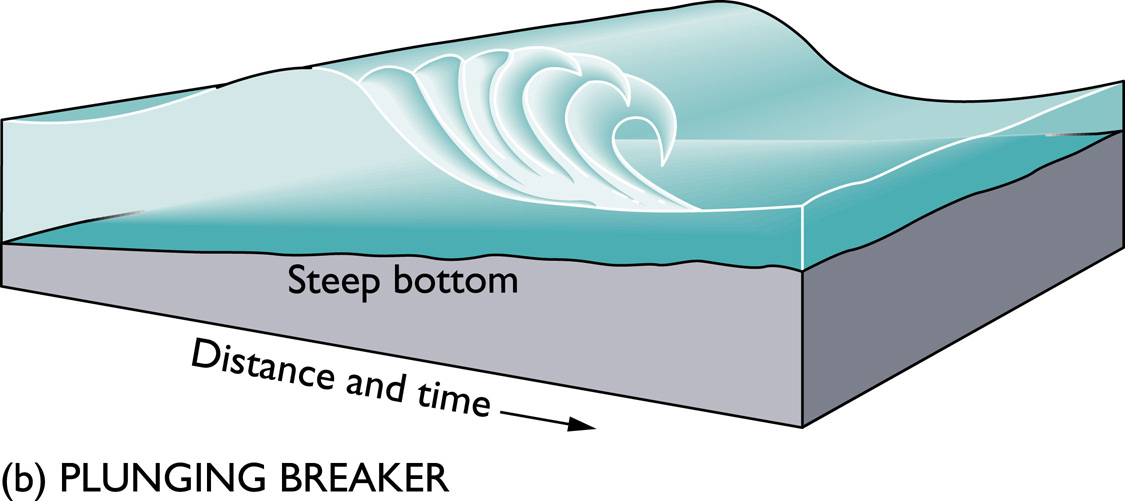 Steep bottom
Distance and time
(b) PLUNGING BREAKER